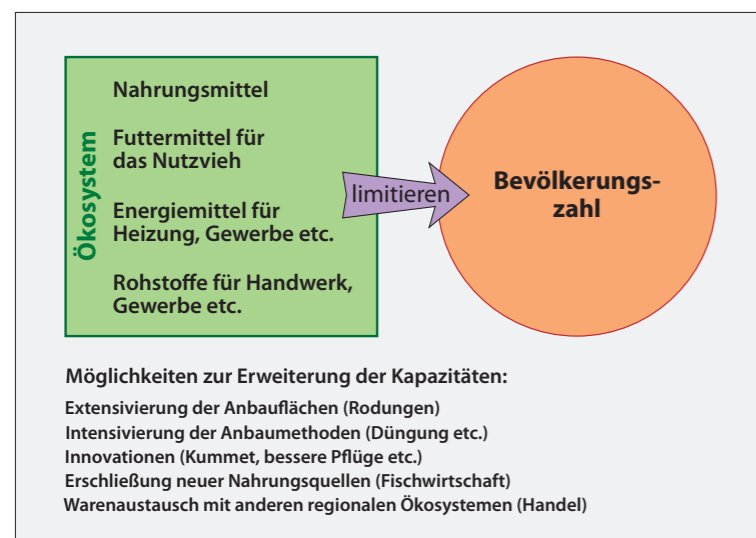 Ökosystem
Nahrungsmittel
Futtermittel für
das Nutzvieh
Energiemittel für
Heizung, Gewerbe etc.
Rohstoffe für Handwerk,
Gewerbe etc.
limitieren
Bevölkerungs-
zahl
Möglichkeiten zur Erweiterung der Kapazitäten:
Extensivierung der Anbauflächen (Rodungen)
Intensivierung der Anbaumethoden (Düngung etc.)
Innovationen (Kummet, bessere Pflüge etc.)
Erschließung neuer Nahrungsquellen (Fischwirtschaft)
Warenaustausch mit anderen regionalen Ökosystemen (Handel)